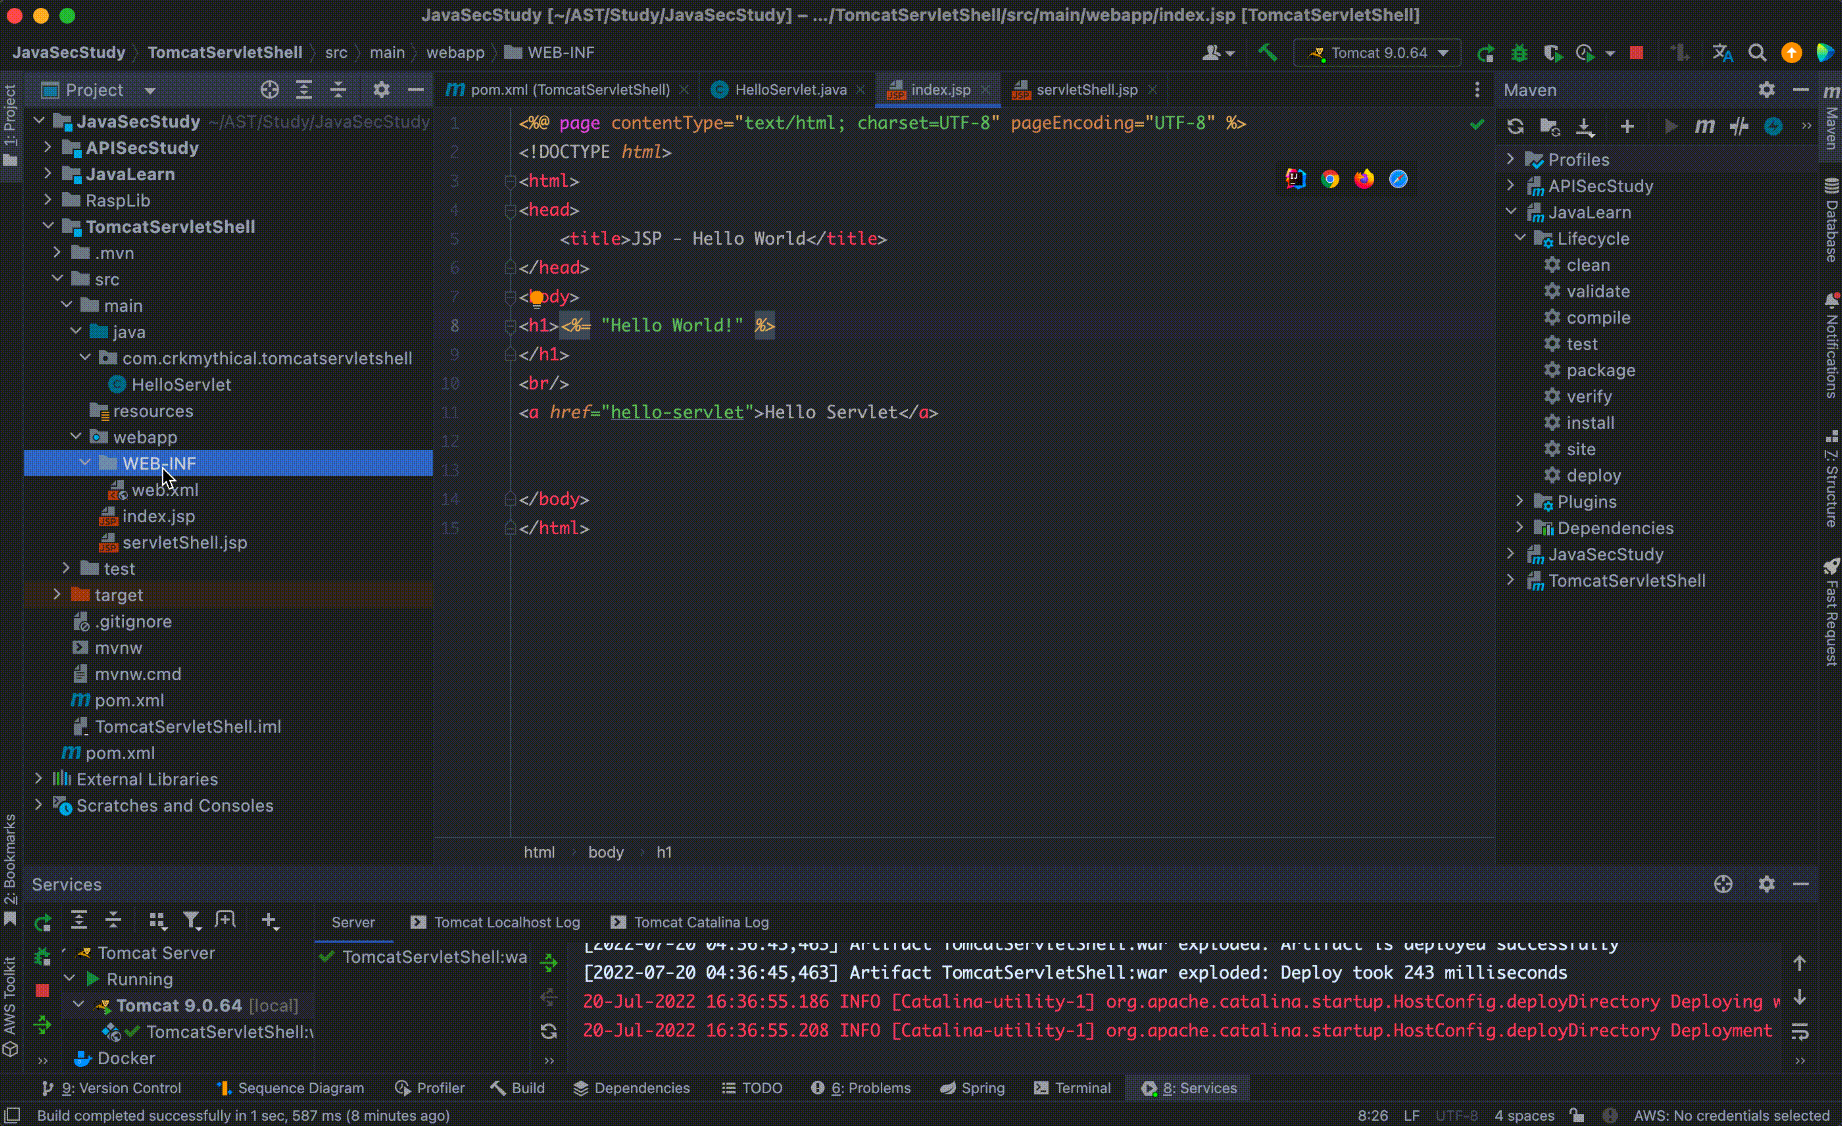 JavaSecStudy [~/AST/Study/JavaSecStudy] – .../TomcatServletShell/src/main/webapp/index.jsp [TomcatServletShell]
JavaSecStudy TomcatServletShell src main webapp WEB-INF
Tomcat 9.0.64
1: Project
2: Bookmarks
AWS Toolkit
Project
JavaSecStudy ~/AST/Study/JavaSecStudy
APISecStudy
JavaLearn
RaspLib
TomcatServletShell
.mvn
src
main
java
com.crkmythical.tomcatservletshell
HelloServlet
resources
webapp
WEB-INF
web.xml
index.jsp
servletShell.jsp
test
target
.gitignore
mvnw
mvnw.cmd
pom.xml
TomcatServletShell.iml
pom.xml
External Libraries
Scratches and Consoles
pom.xml (TomcatServletShell) HelloServlet.java index.jsp servletShell.jsp
1 <%@ page contentType="text/html; charset=UTF-8" pageEncoding="UTF-8" %>
2 <!DOCTYPE html>
3 <html>
4 <head>
5 <title>JSP - Hello World</title>
6 </head>
7 <body>
8 <h1><%= "Hello World!" %>
9 </h1>
10 <br/>
11 <a href="hello-servlet">Hello Servlet</a>
12
13
14 </body>
15 </html>
html body h1
Maven
Profiles
APISecStudy
JavaLearn
Lifecycle
clean
validate
compile
test
package
verify
install
site
deploy
Plugins
Dependencies
JavaSecStudy
TomcatServletShell
Maven
Database
Notifications
7: Structure
Fast Request
Services
Tomcat Server
Running
Tomcat 9.0.64 [local]
TomcatServletShell:
Docker
Server Tomcat Localhost Log Tomcat Catalina Log
TomcatServletShell:wa
[2022-07-20 04:36:45,463] Artifact TomcatServletShell:war exploded: Artifact is deployed successfully
[2022-07-20 04:36:45,463] Artifact TomcatServletShell:war exploded: Deploy took 243 milliseconds
20-Jul-2022 16:36:55.186 INFO [Catalina-utility-1] org.apache.catalina.startup.HostConfig.deployDirectory Deploying
20-Jul-2022 16:36:55.208 INFO [Catalina-utility-1] org.apache.catalina.startup.HostConfig.deployDirectory Deployment
9: Version Control Sequence Diagram Profiler Build Dependencies TODO 6: Problems Spring Terminal 8: Services
Build completed successfully in 1 sec, 587 ms (8 minutes ago) 8:26 LF UTF-8 4 spaces AWS: No credentials selected